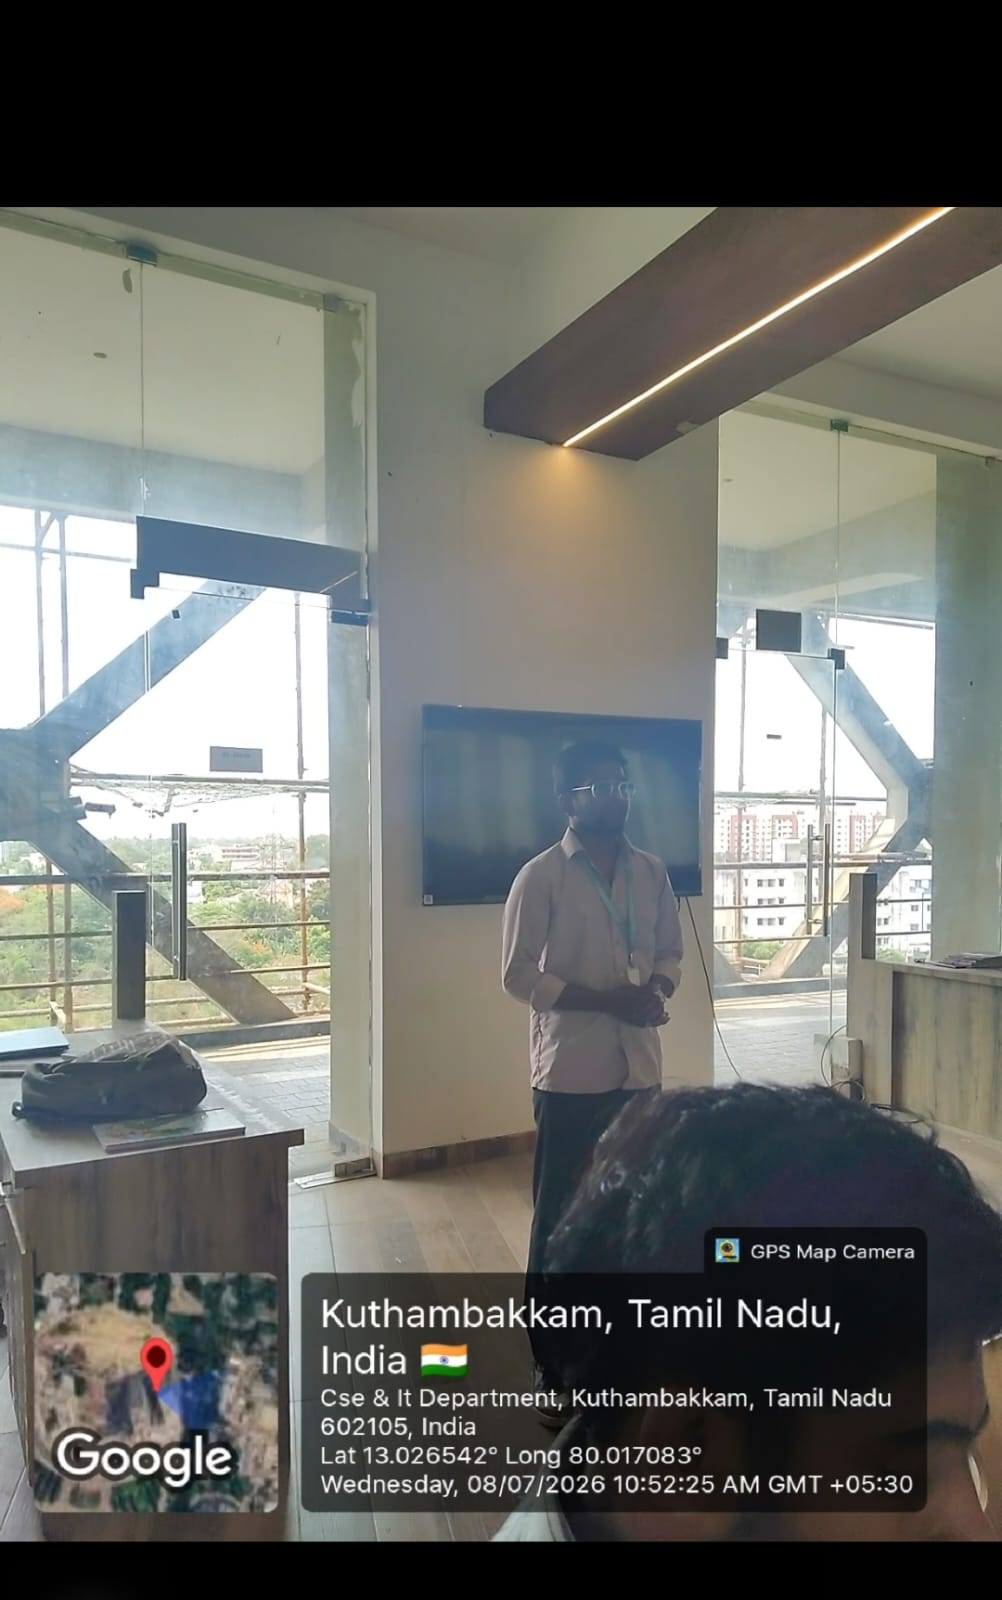 GPS Map Camera
Kuthambakkam, Tamil Nadu,
India
Cse & It Department, Kuthambakkam, Tamil Nadu
602105, India
Lat 13.026542° Long 80.017083°
Wednesday, 08/07/2026 10:52:25 AM GMT +05:30
Google